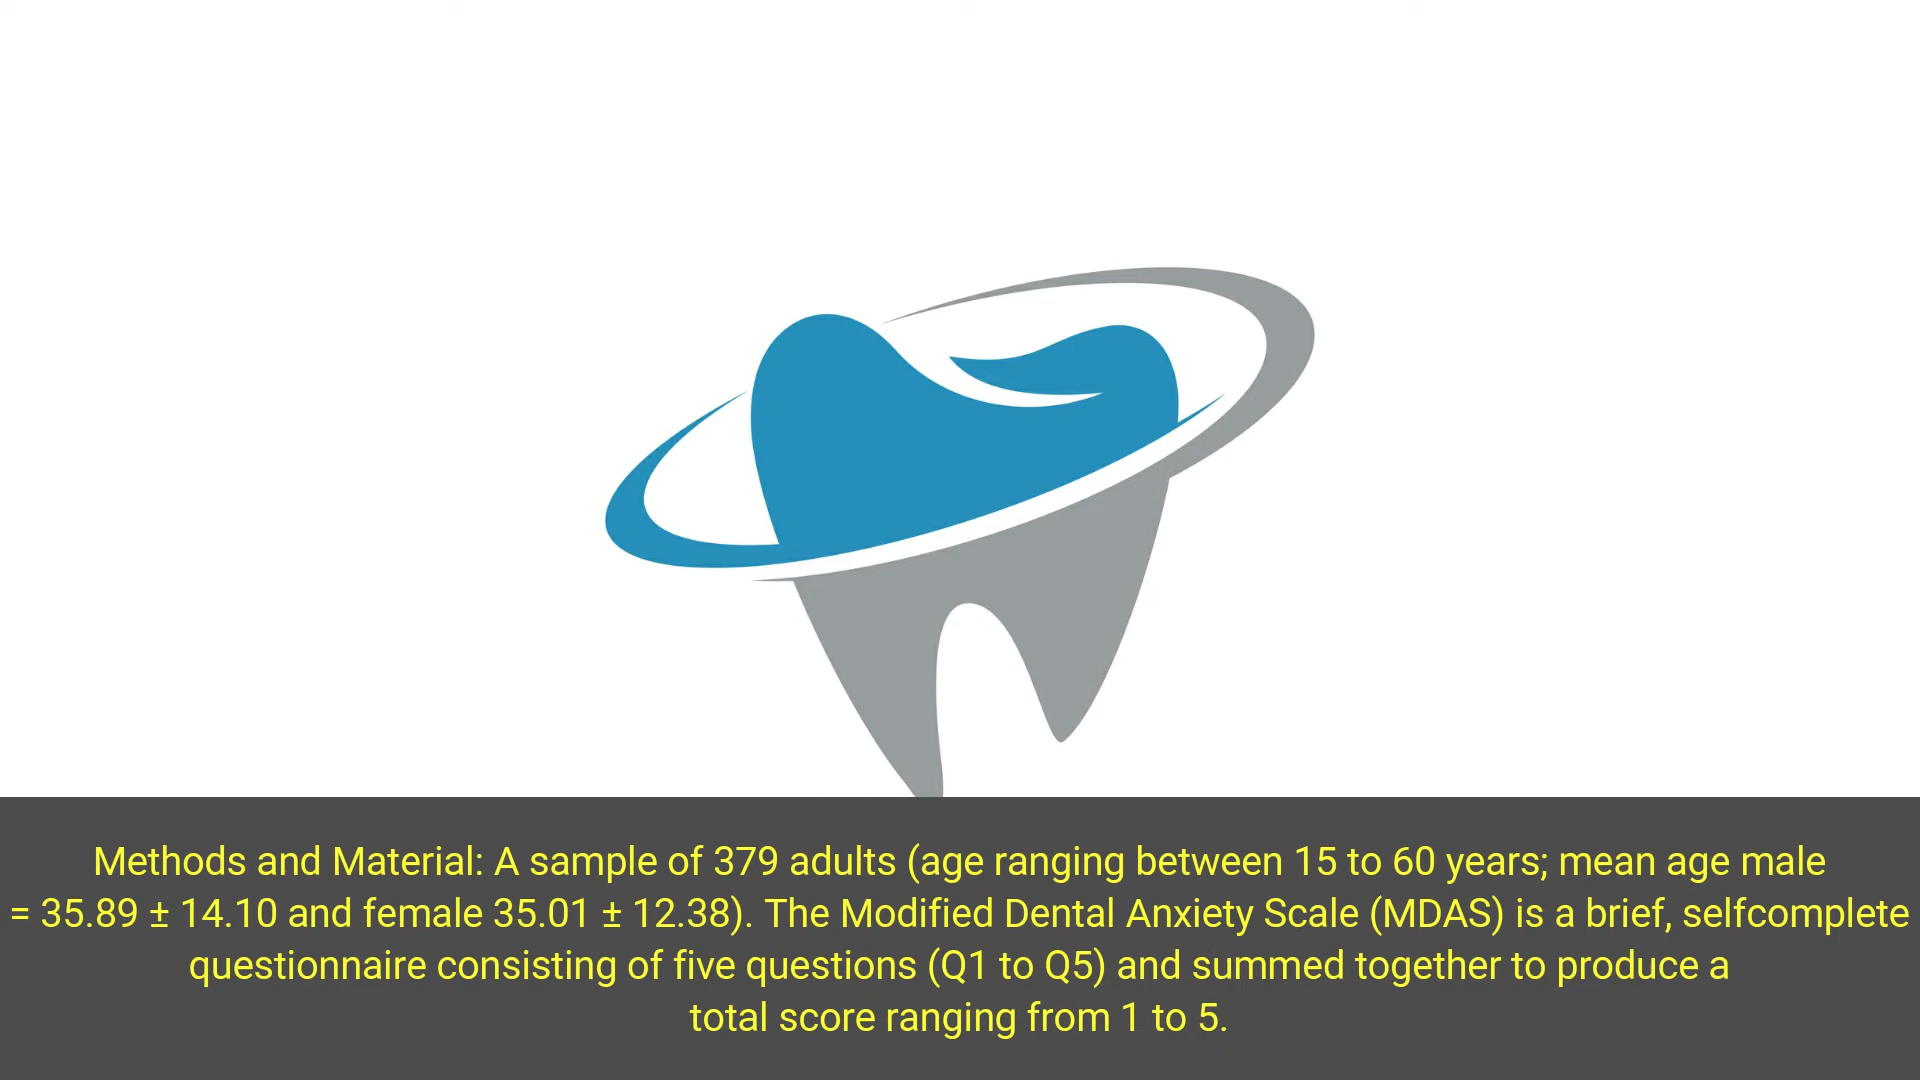 Methods and Material: A sample of 379 adults (age ranging between 15 to 60 years; mean age male
= 35.89 ± 14.10 and female 35.01 ± 12.38). The Modified Dental Anxiety Scale (MDAS) is a brief, selfcomplete
questionnaire consisting of five questions (Q1 to Q5) and summed together to produce a
total score ranging from 1 to 5.